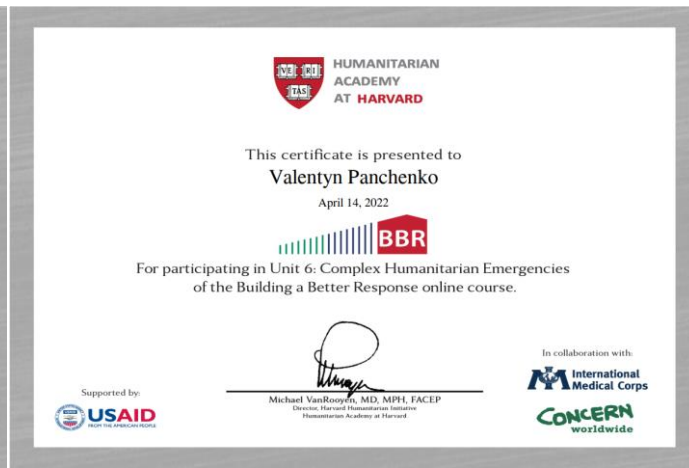 VE RI
TAS
HUMANITARIAN
ACADEMY
AT HARVARD
This certificate is presented to
Valentyn Panchenko
April 14, 2022
BBR
For participating in Unit 6: Complex Humanitarian Emergencies
of the Building a Better Response online course.
Michael VanRooyen, MD, MPH, FACEP
Director, Harvard Humanitarian Initiative
Humanitarian Academy at Harvard
Supported by:
USAID
FROM THE AMERICAN PEOPLE
In collaboration with:
International
Medical Corps
CONCERN
worldwide